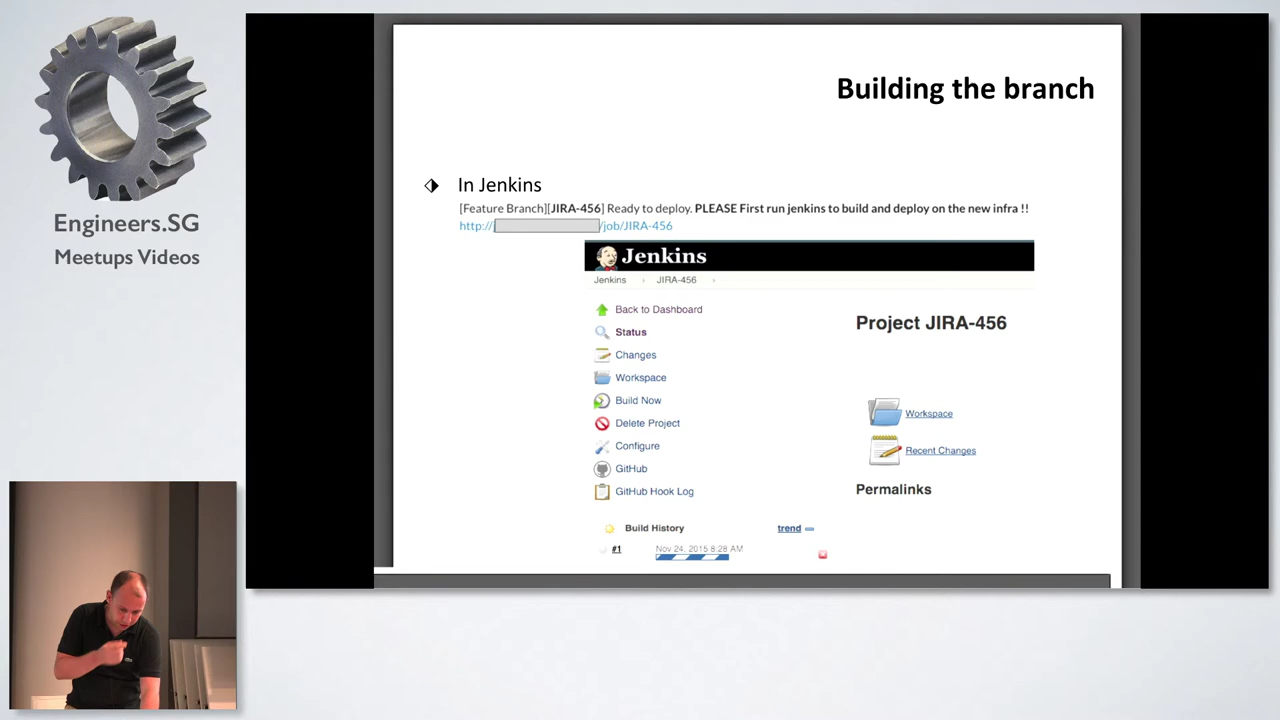 Engineers.SG
Meetups Videos
Building the branch
In Jenkins
[Feature Branch][JIRA-456] Ready to deploy. PLEASE First run jenkins to build and deploy on the new infra !!
http:// /job/JIRA-456
Jenkins
Jenkins JIRA-456
Back to Dashboard
Status
Changes
Workspace
Build Now
Delete Project
Configure
GitHub
GitHub Hook Log
Project JIRA-456
Workspace
Recent Changes
Permalinks
Build History trend
#1 Nov 24, 2015 8:28 AM